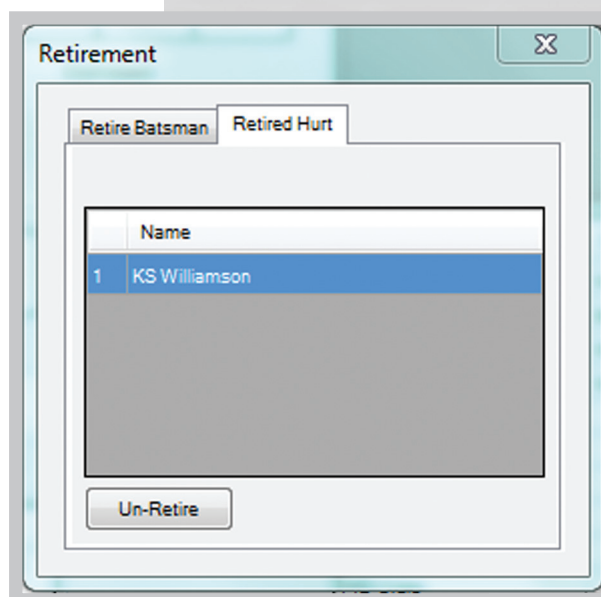 Retirement
Retire Batsman Retired Hurt
Name
1 KS Williamson
Un-Retire